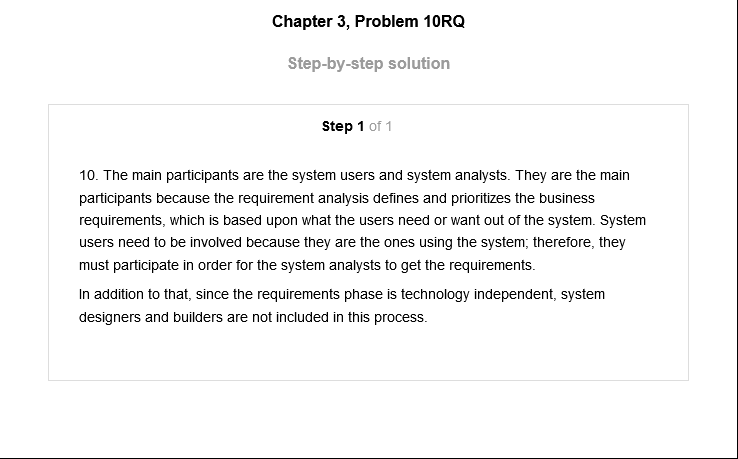 Chapter 3, Problem 10RQ
Step-by-step solution
Step 1 of 1
10. The main participants are the system users and system analysts. They are the main
participants because the requirement analysis defines and prioritizes the business
requirements, which is based upon what the users need or want out of the system. System
users need to be involved because they are the ones using the system; therefore, they
must participate in order for the system analysts to get the requirements.
In addition to that, since the requirements phase is technology independent, system
designers and builders are not included in this process.